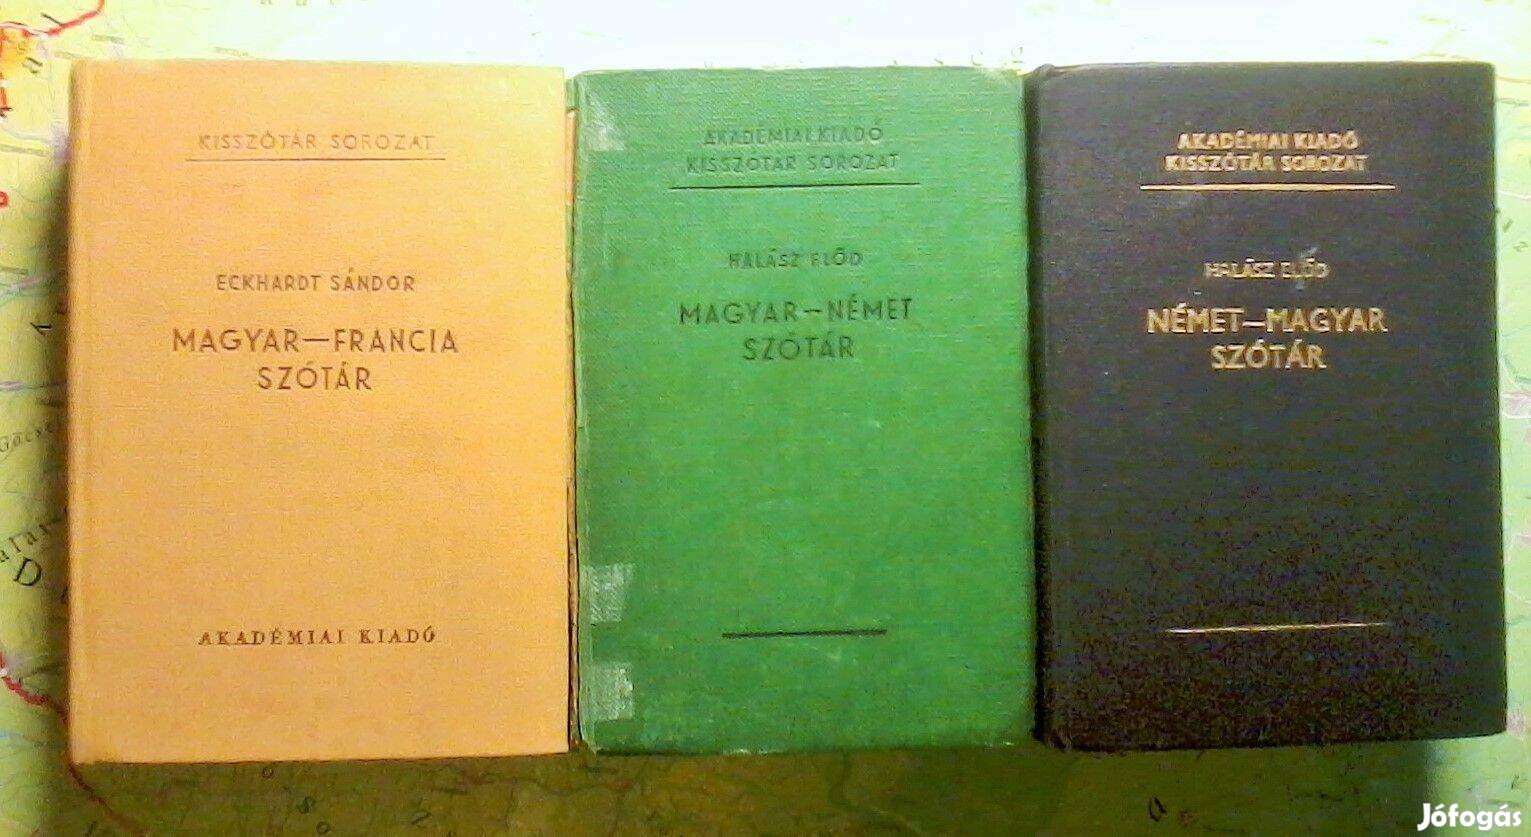 KISSZÓTÁR SOROZAT
ECKHARDT SÁNDOR
MAGYAR—FRANCIA
SZÓTÁR
AKADÉMIAI KIADÓ
AKADÉMIAI KIADÓ
KISSZÓTÁR SOROZAT
HALÁSZ ELŐD
MAGYAR—NÉMET
SZÓTÁR
AKADÉMIAI KIADÓ
KISSZÓTÁR SOROZAT
HALÁSZ ELŐD
NÉMET—MAGYAR
SZÓTÁR
Jófogás